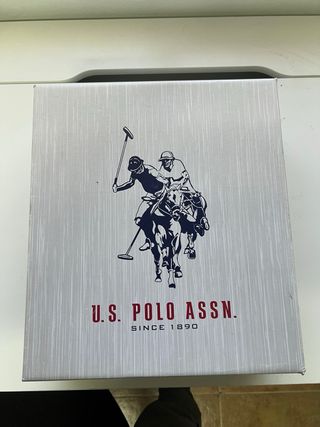 U.S. POLO ASSN.
SINCE 1890